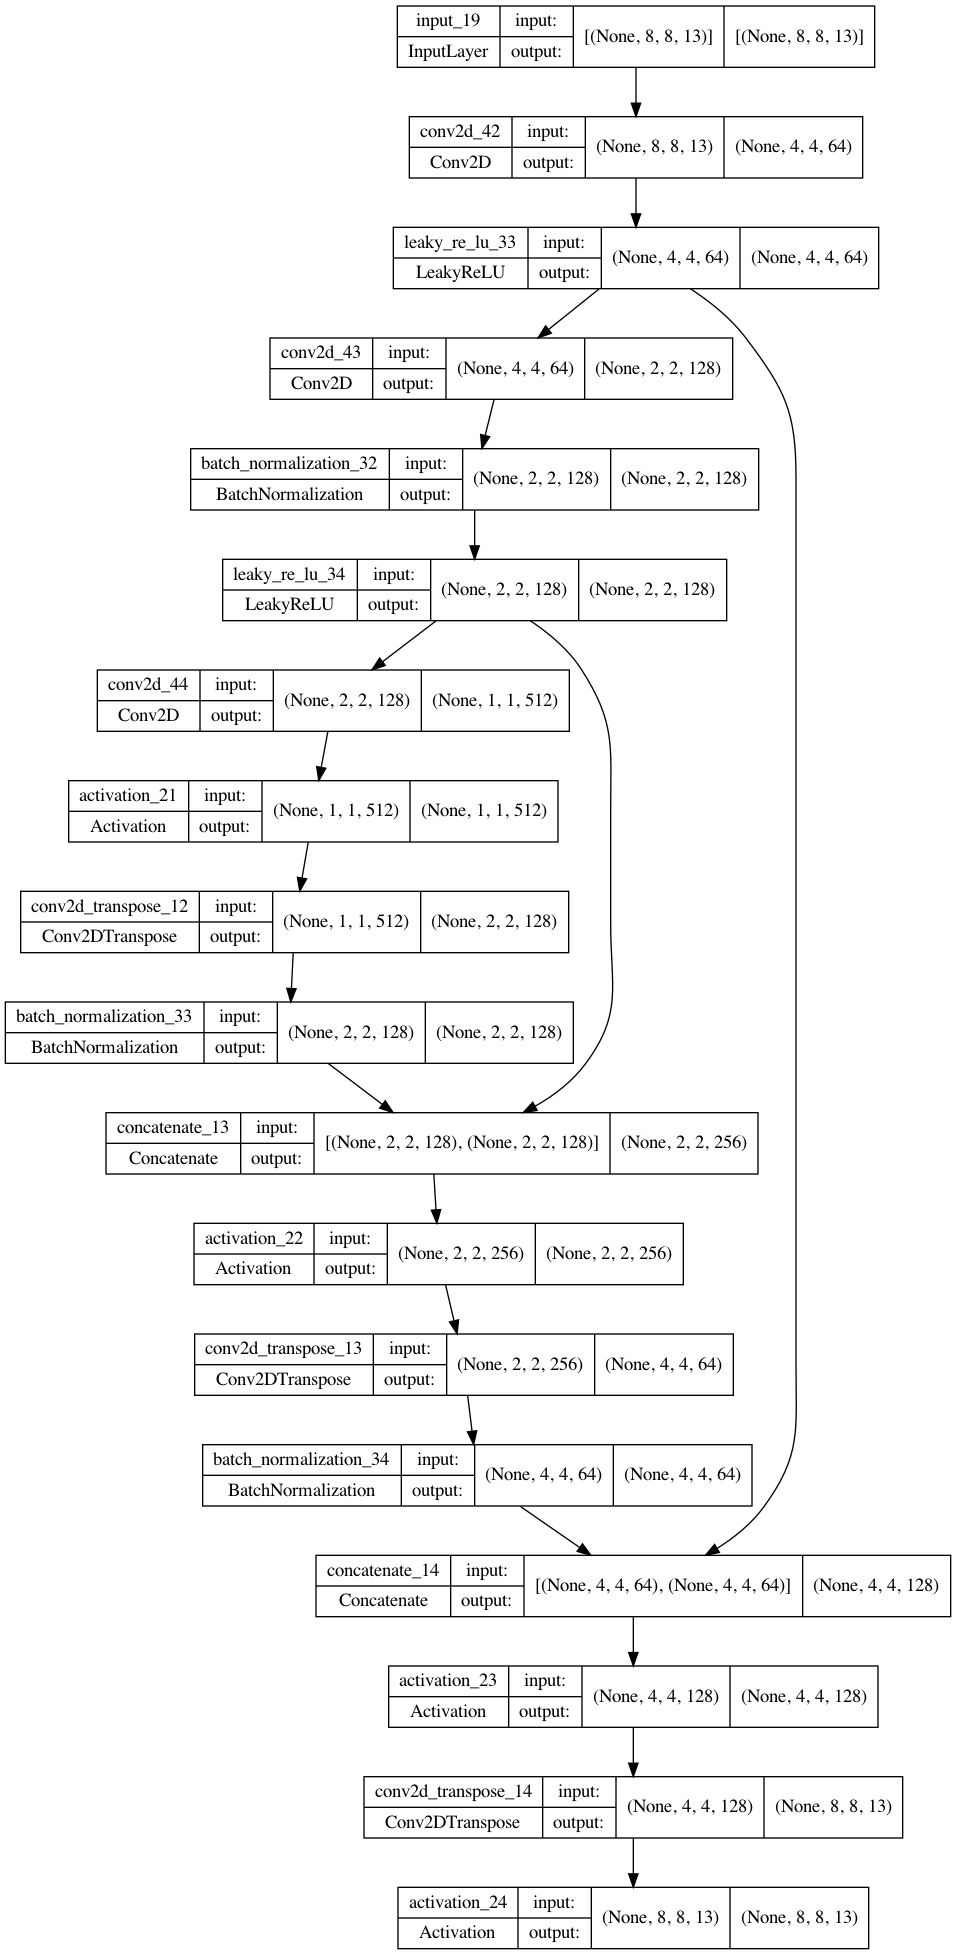 input_19 input: [(None, 8, 8, 13)] [(None, 8, 8, 13)]
InputLayer output:
conv2d_42 input: (None, 8, 8, 13) (None, 4, 4, 64)
Conv2D output:
leaky_re_lu_33 input: (None, 4, 4, 64) (None, 4, 4, 64)
LeakyReLU output:
conv2d_43 input: (None, 4, 4, 64) (None, 2, 2, 128)
Conv2D output:
batch_normalization_32 input: (None, 2, 2, 128) (None, 2, 2, 128)
BatchNormalization output:
leaky_re_lu_34 input: (None, 2, 2, 128) (None, 2, 2, 128)
LeakyReLU output:
conv2d_44 input: (None, 2, 2, 128) (None, 1, 1, 512)
Conv2D output:
activation_21 input: (None, 1, 1, 512) (None, 1, 1, 512)
Activation output:
conv2d_transpose_12 input: (None, 1, 1, 512) (None, 2, 2, 128)
Conv2DTranspose output:
batch_normalization_33 input: (None, 2, 2, 128) (None, 2, 2, 128)
BatchNormalization output:
concatenate_13 input: [(None, 2, 2, 128), (None, 2, 2, 128)] (None, 2, 2, 256)
Concatenate output:
activation_22 input: (None, 2, 2, 256) (None, 2, 2, 256)
Activation output:
conv2d_transpose_13 input: (None, 2, 2, 256) (None, 4, 4, 64)
Conv2DTranspose output:
batch_normalization_34 input: (None, 4, 4, 64) (None, 4, 4, 64)
BatchNormalization output:
concatenate_14 input: [(None, 4, 4, 64), (None, 4, 4, 64)] (None, 4, 4, 128)
Concatenate output:
activation_23 input: (None, 4, 4, 128) (None, 4, 4, 128)
Activation output:
conv2d_transpose_14 input: (None, 4, 4, 128) (None, 8, 8, 13)
Conv2DTranspose output:
activation_24 input: (None, 8, 8, 13) (None, 8, 8, 13)
Activation output: